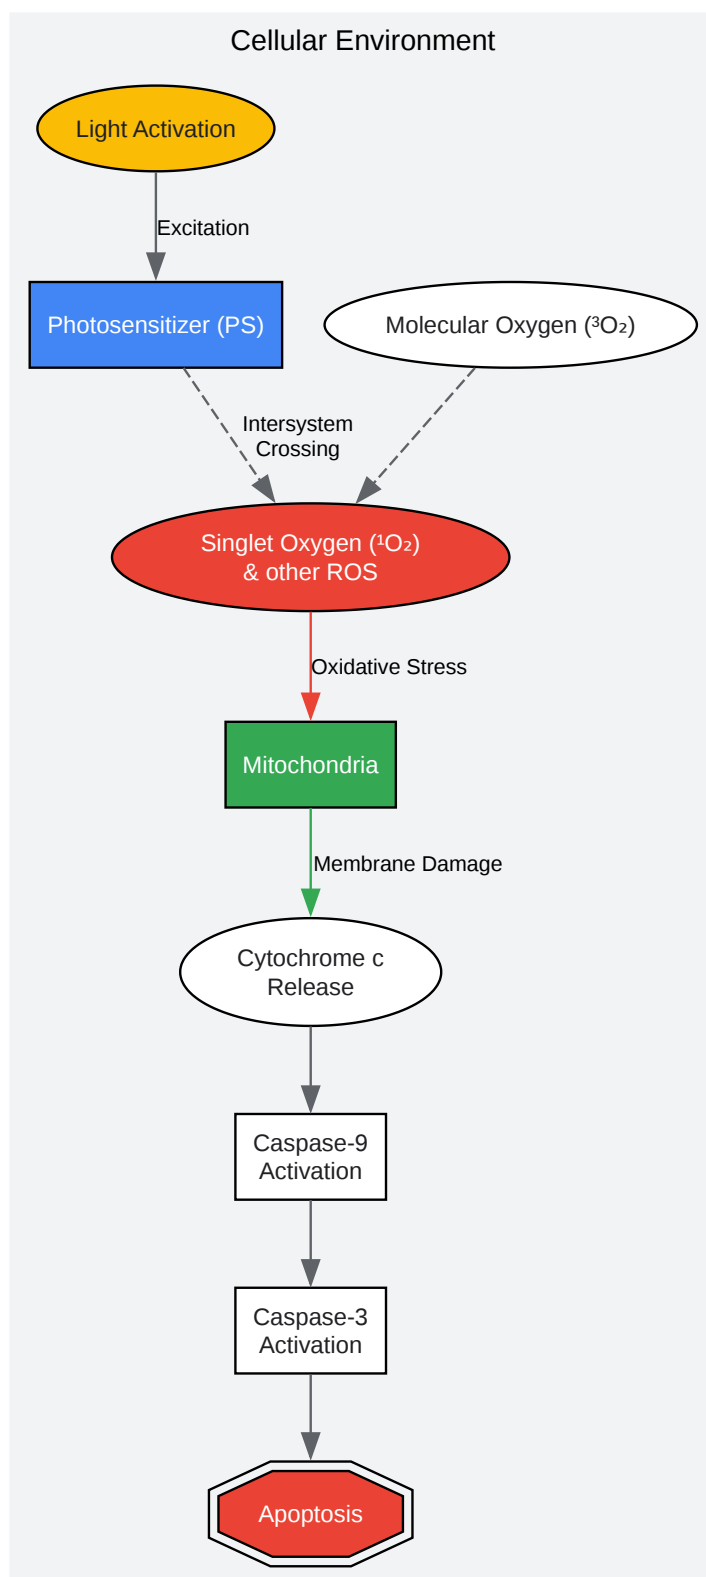 Cellular Environment
Light Activation
Excitation
Photosensitizer (PS)
Molecular Oxygen (³O₂)
Intersystem
Crossing
Singlet Oxygen (¹O₂)
& other ROS
Oxidative Stress
Mitochondria
Membrane Damage
Cytochrome c
Release
Caspase-9
Activation
Caspase-3
Activation
Apoptosis